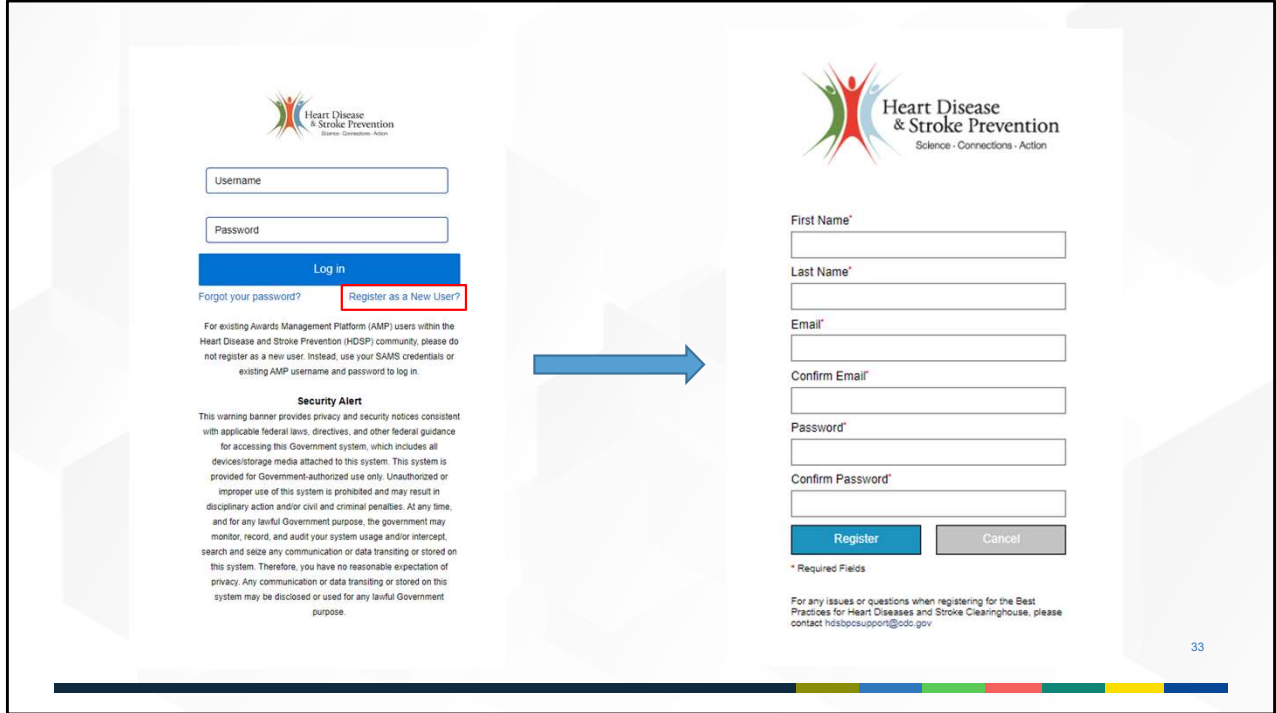 Heart Disease
& Stroke Prevention
Science - Connections - Action
Username
Password
Log in
Forgot your password?
Register as a New User?
For existing Awards Management Platform (AMP) users within the
Heart Disease and Stroke Prevention (HDSP) community, please do
not register as a new user. Instead, use your SAMS credentials or
existing AMP username and password to log in.
Security Alert
This warning banner provides privacy and security notices consistent
with applicable federal laws, directives, and other federal guidance
for accessing this Government system, which includes all
devices/storage media attached to this system. This system is
provided for Government-authorized use only. Unauthorized or
improper use of this system is prohibited and may result in
disciplinary action and/or civil and criminal penalties. At any time,
and for any lawful Government purpose, the government may
monitor, record, and audit your system usage and/or intercept,
search and seize any communication or data transiting or stored on
this system. Therefore, you have no reasonable expectation of
privacy. Any communication or data transiting or stored on this
system may be disclosed or used for any lawful Government
purpose.
Heart Disease
& Stroke Prevention
Science - Connections - Action
First Name*
Last Name*
Email*
Confirm Email*
Password*
Confirm Password*
Register
Cancel
* Required Fields
For any issues or questions when registering for the Best
Practices for Heart Diseases and Stroke Clearinghouse, please
contact hdsbpcsupport@cdc.gov
33